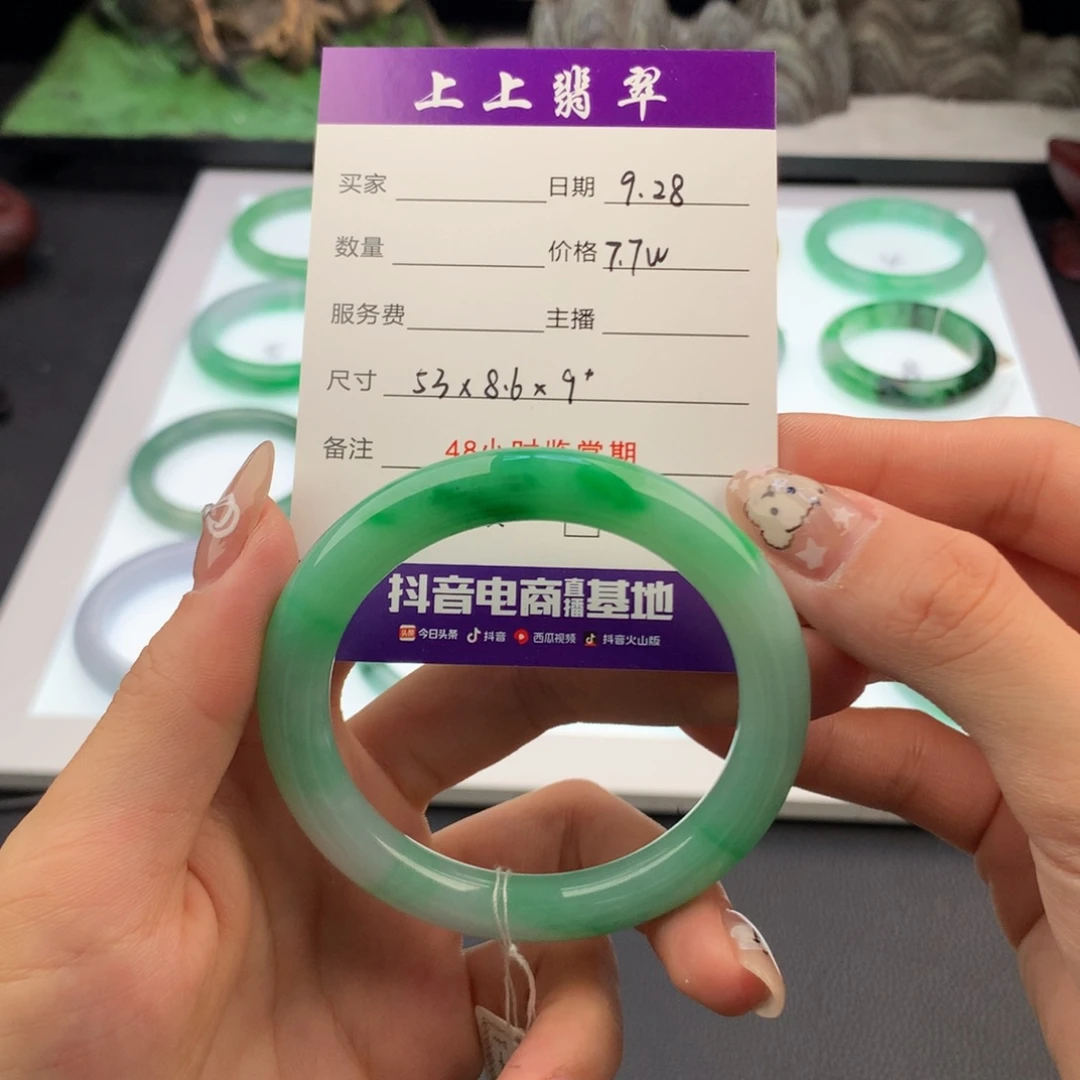 上上翡翠
买家 日期 9.28
数量 价格 7.7w
服务费 主播
尺寸 53x8.6x9+
备注 48小时鉴赏期
抖音电商直播基地
今日头条 抖音 西瓜视频 抖音火山版